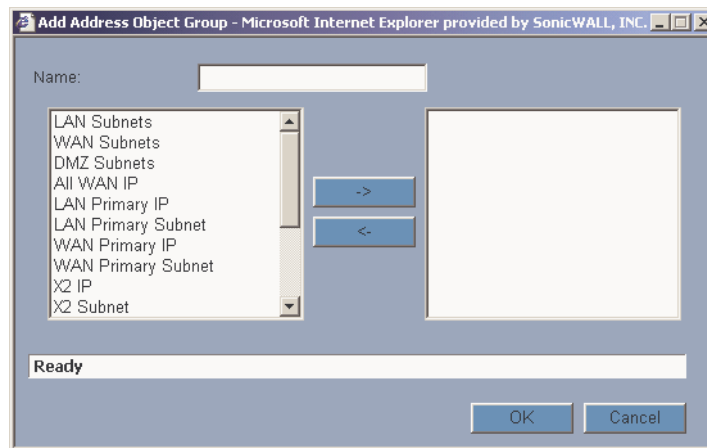 Add Address Object Group - Microsoft Internet Explorer provided by SonicWALL, INC.
Name:
LAN Subnets
WAN Subnets
DMZ Subnets
All WAN IP
LAN Primary IP
LAN Primary Subnet
WAN Primary IP
WAN Primary Subnet
X2 IP
X2 Subnet
->
<-
Ready
OK
Cancel